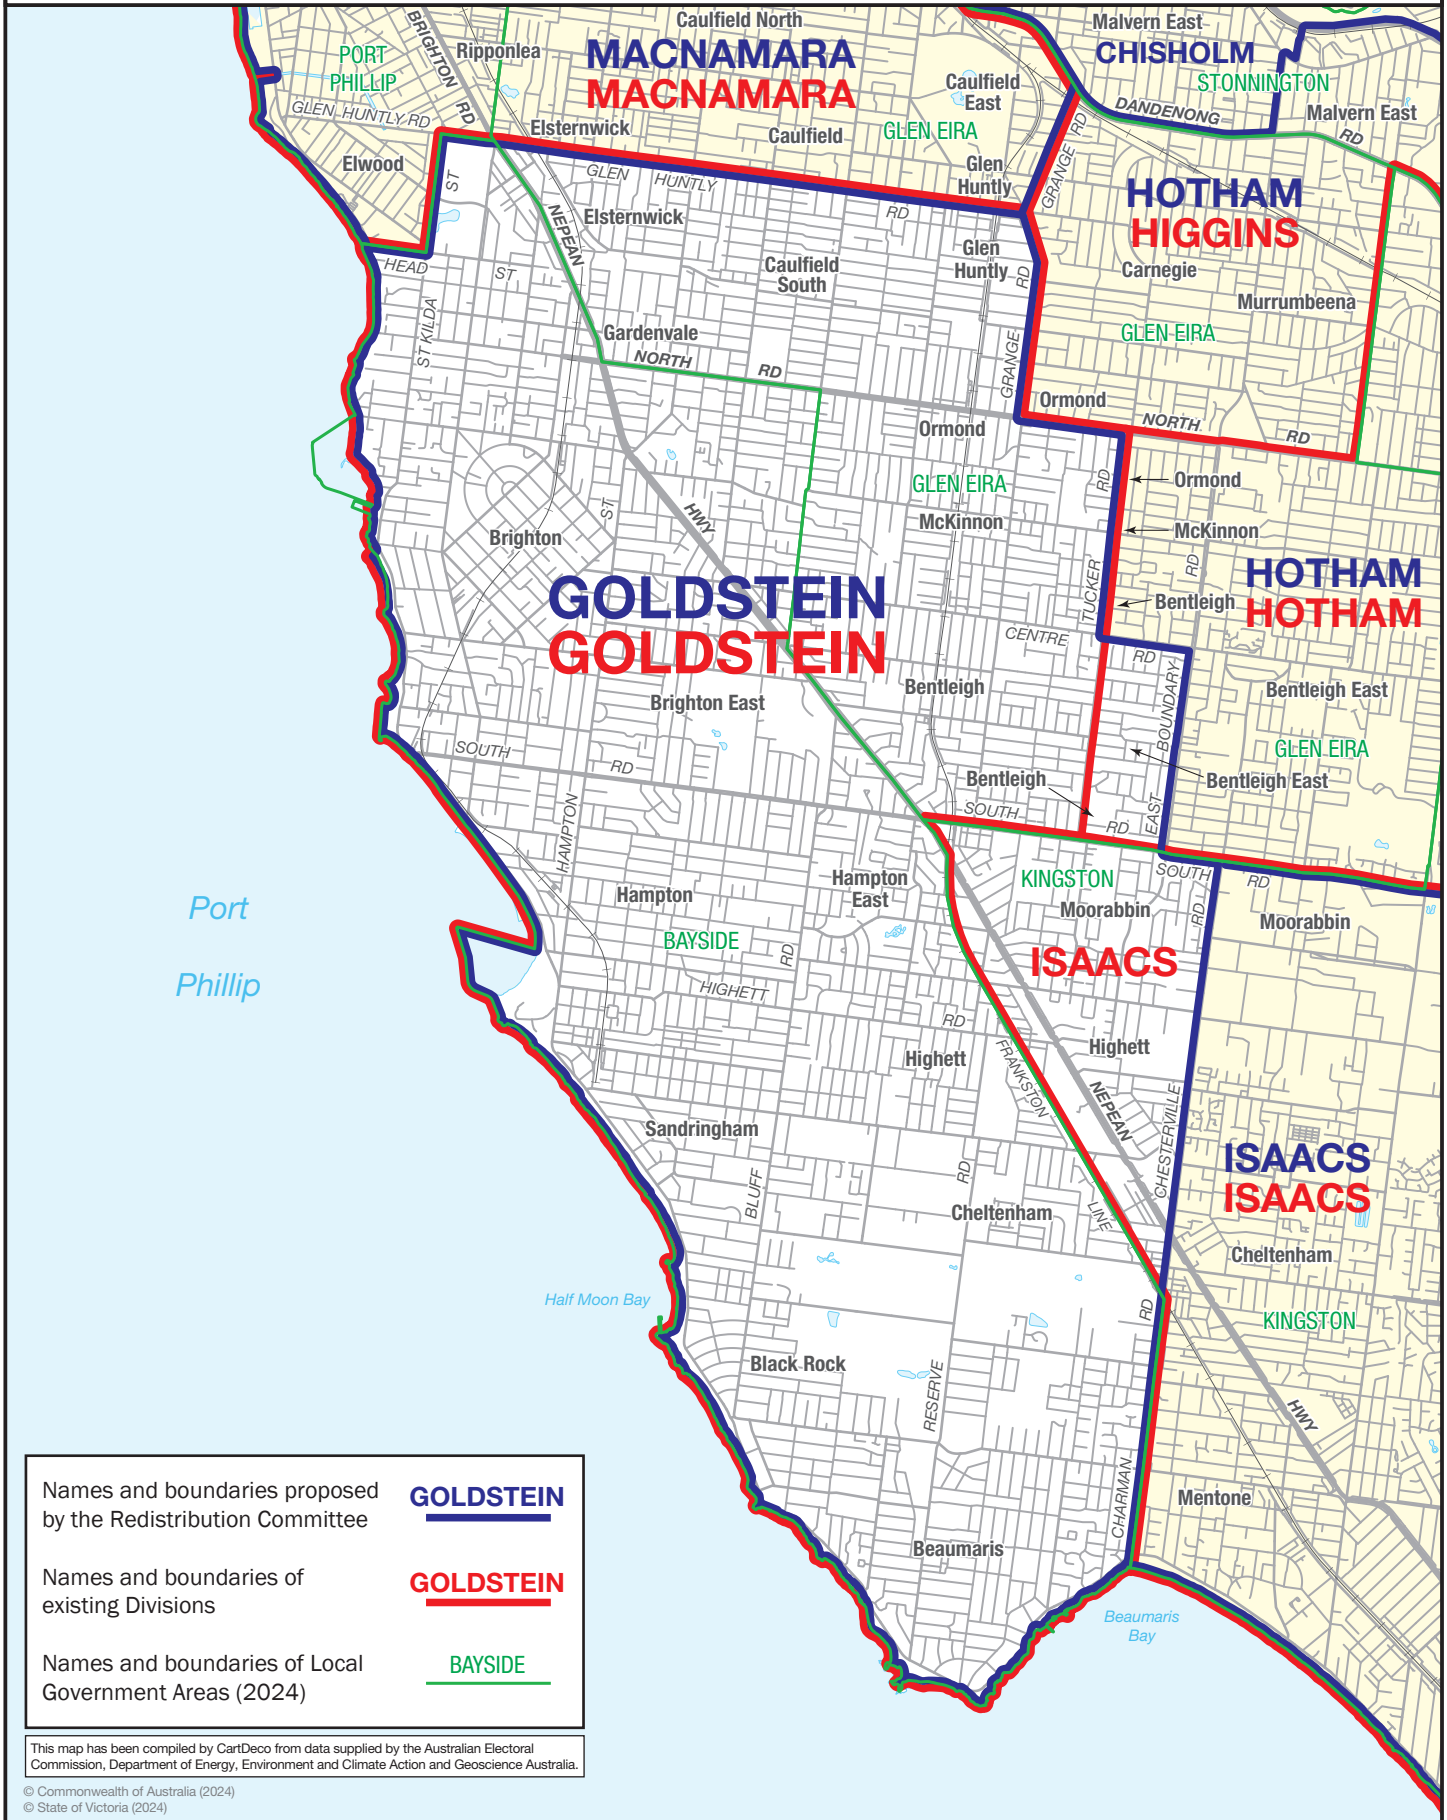 Caulfield North
Malvern East
BRIGHTON RD
Ripponlea
PORT
PHILLIP
MACNAMARA
MACNAMARA
CHISHOLM
STONNINGTON
Caulfield
East
GLEN HUNTLY RD
DANDENONG
RD
Malvern East
Elsternwick
Caulfield
GLEN EIRA
Elwood
Glen
Huntly
GRANGE RD
ST
GLEN HUNTLY
RD
HOTHAM
HIGGINS
Elsternwick
NEPEAN
Glen
Huntly
RD
Caulfield
South
HEAD
ST
Carnegie
Murrumbeena
ST KILDA
Gardenvale
GLEN EIRA
NORTH
RD
GRANGE
Ormond
Ormond
NORTH
RD
RD
Ormond
GLEN EIRA
ST
HWY
McKinnon
McKinnon
Brighton
RD
HOTHAM
HOTHAM
GOLDSTEIN
GOLDSTEIN
TUCKER
Bentleigh
CENTRE
RD
Bentleigh
Brighton East
Bentleigh East
BOUNDARY
SOUTH
RD
GLEN EIRA
Bentleigh
Bentleigh East
HAMPTON
SOUTH
RD
EAST
Hampton
Hampton
East
KINGSTON
SOUTH
RD
Port
Phillip
Moorabbin
RD
Moorabbin
BAYSIDE
RD
ISAACS
HIGHETT
RD
Highett
Highett
FRANKSTON
NEPEAN
CHESTERVILLE
Sandringham
ISAACS
ISAACS
BLUFF
RD
Cheltenham
LINE
Cheltenham
Half Moon Bay
RD
KINGSTON
Black Rock
RESERVE
HWY
CHARMAN
Mentone
Beaumaris
Beaumaris
Bay
Names and boundaries proposed
by the Redistribution Committee
GOLDSTEIN
Names and boundaries of
existing Divisions
GOLDSTEIN
Names and boundaries of Local
Government Areas (2024)
BAYSIDE
This map has been compiled by CartDeco from data supplied by the Australian Electoral
Commission, Department of Energy, Environment and Climate Action and Geoscience Australia.
© Commonwealth of Australia (2024)
© State of Victoria (2024)